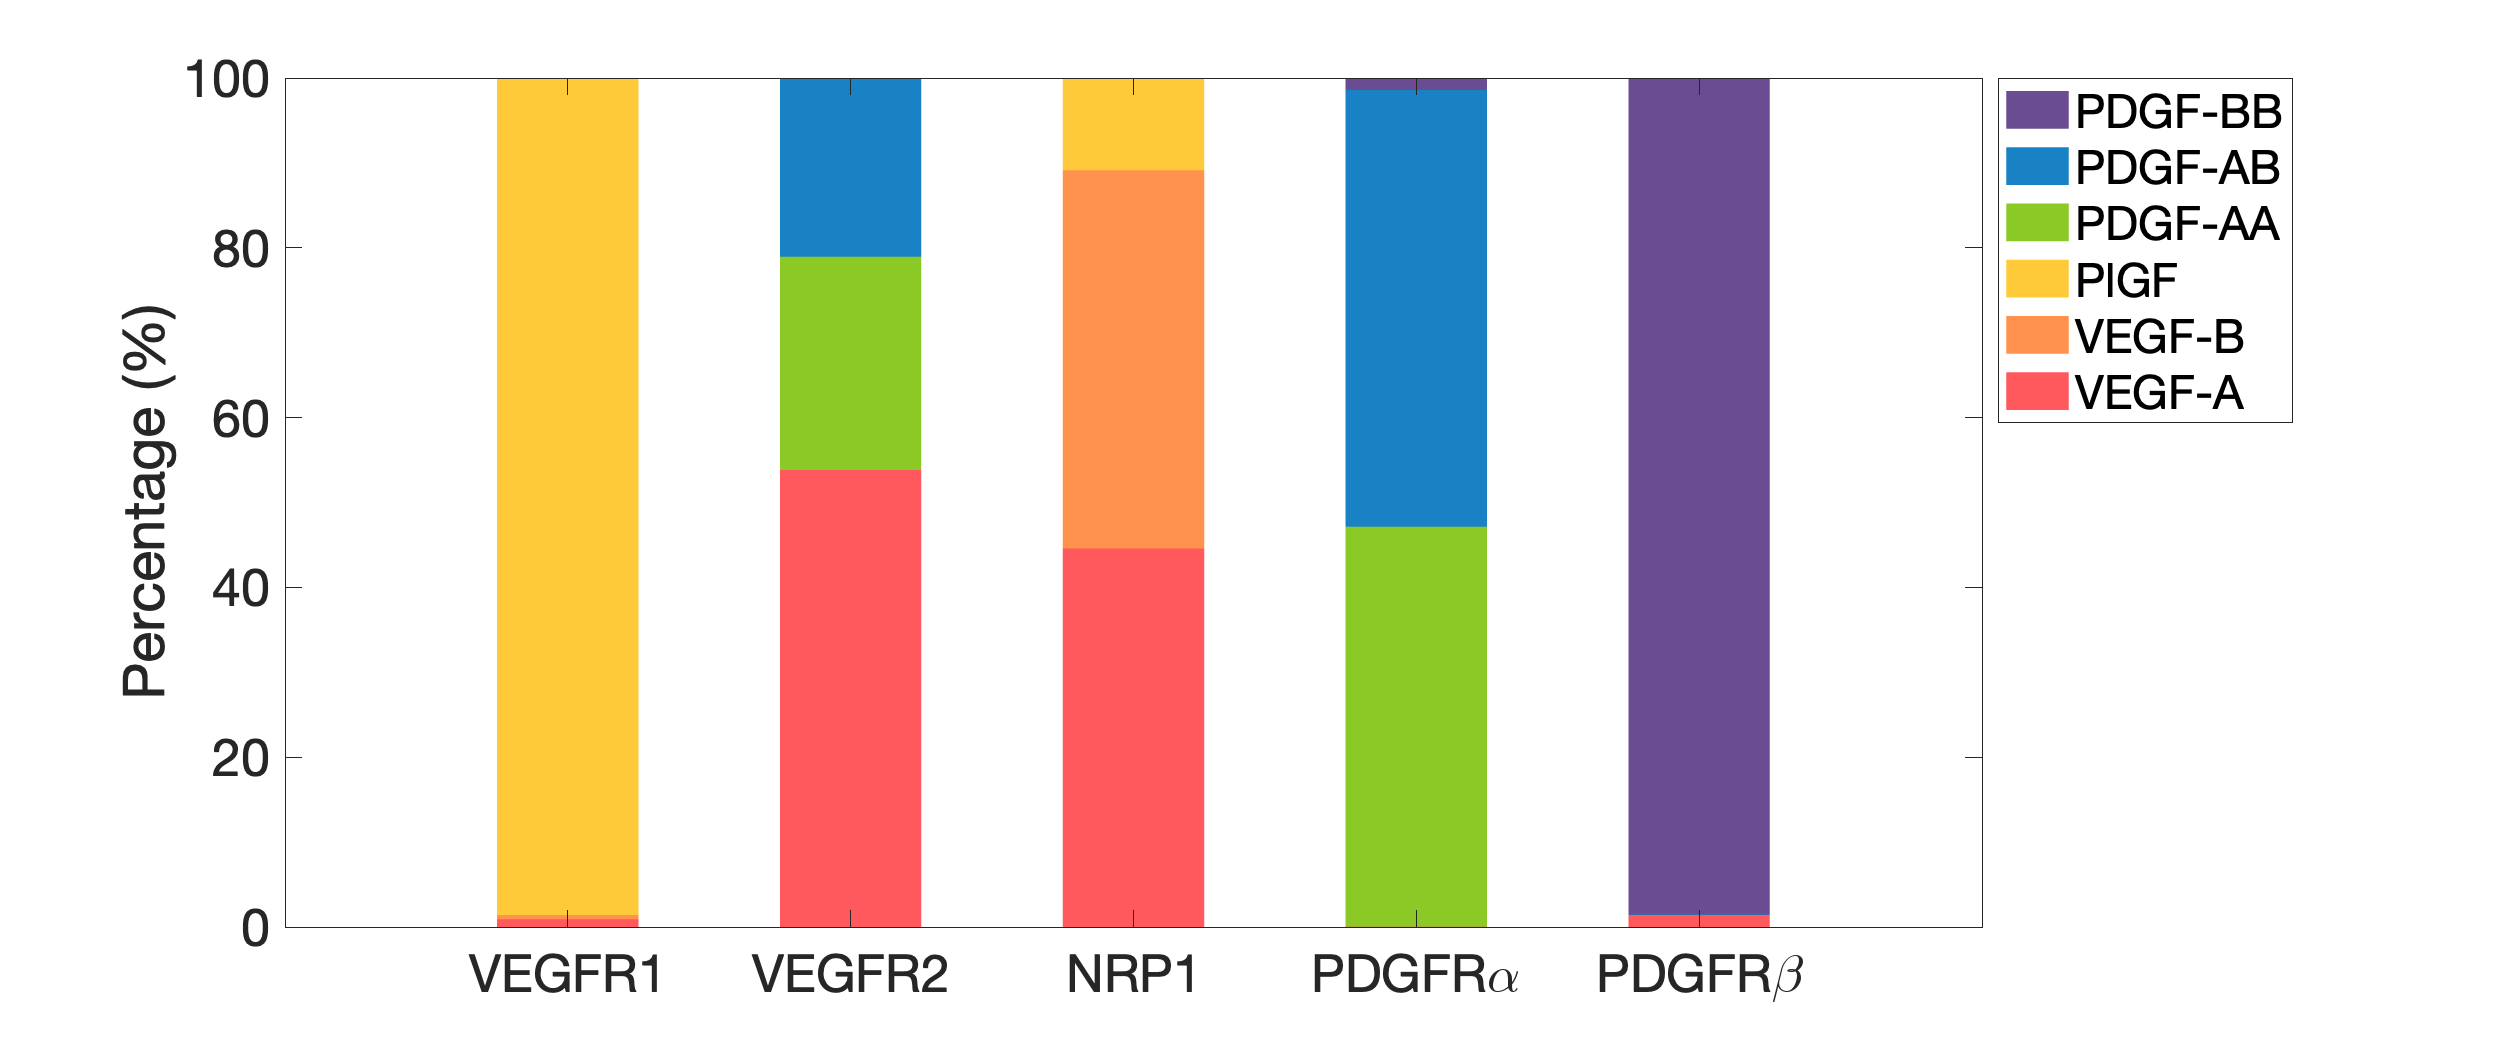 Percentage (%)
100
80
60
40
20
0
VEGFR1 VEGFR2 NRP1 PDGFRα PDGFRβ
PDGF-BB
PDGF-AB
PDGF-AA
PlGF
VEGF-B
VEGF-A